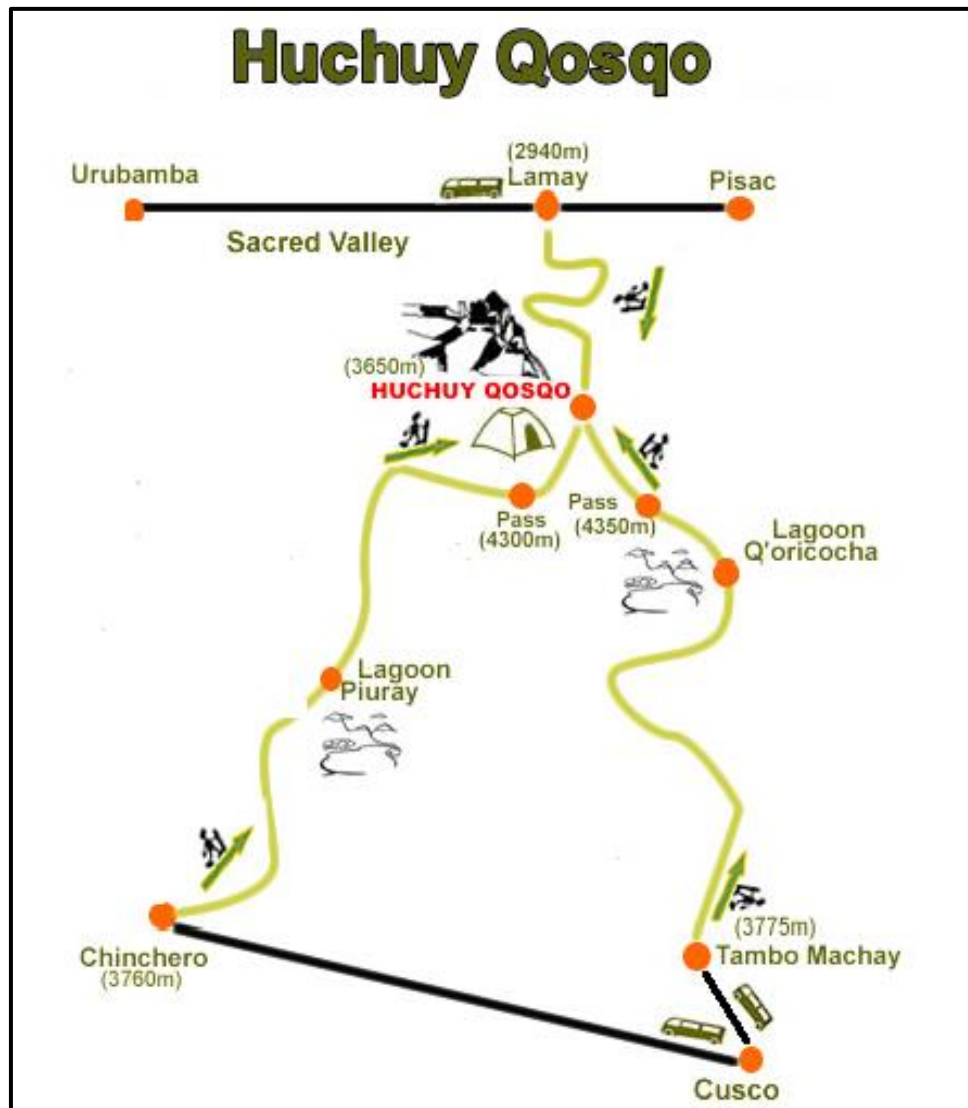 Huchuy Qosqo
(2940m)
Urubamba
Lamay
Pisac
Sacred Valley
(3650m)
HUCHUY QOSQO
Pass
(4300m)
Pass
(4350m)
Lagoon
Q'oricocha
Lagoon
Piuray
(3775m)
Chinchero
(3760m)
Tambo Machay
Cusco